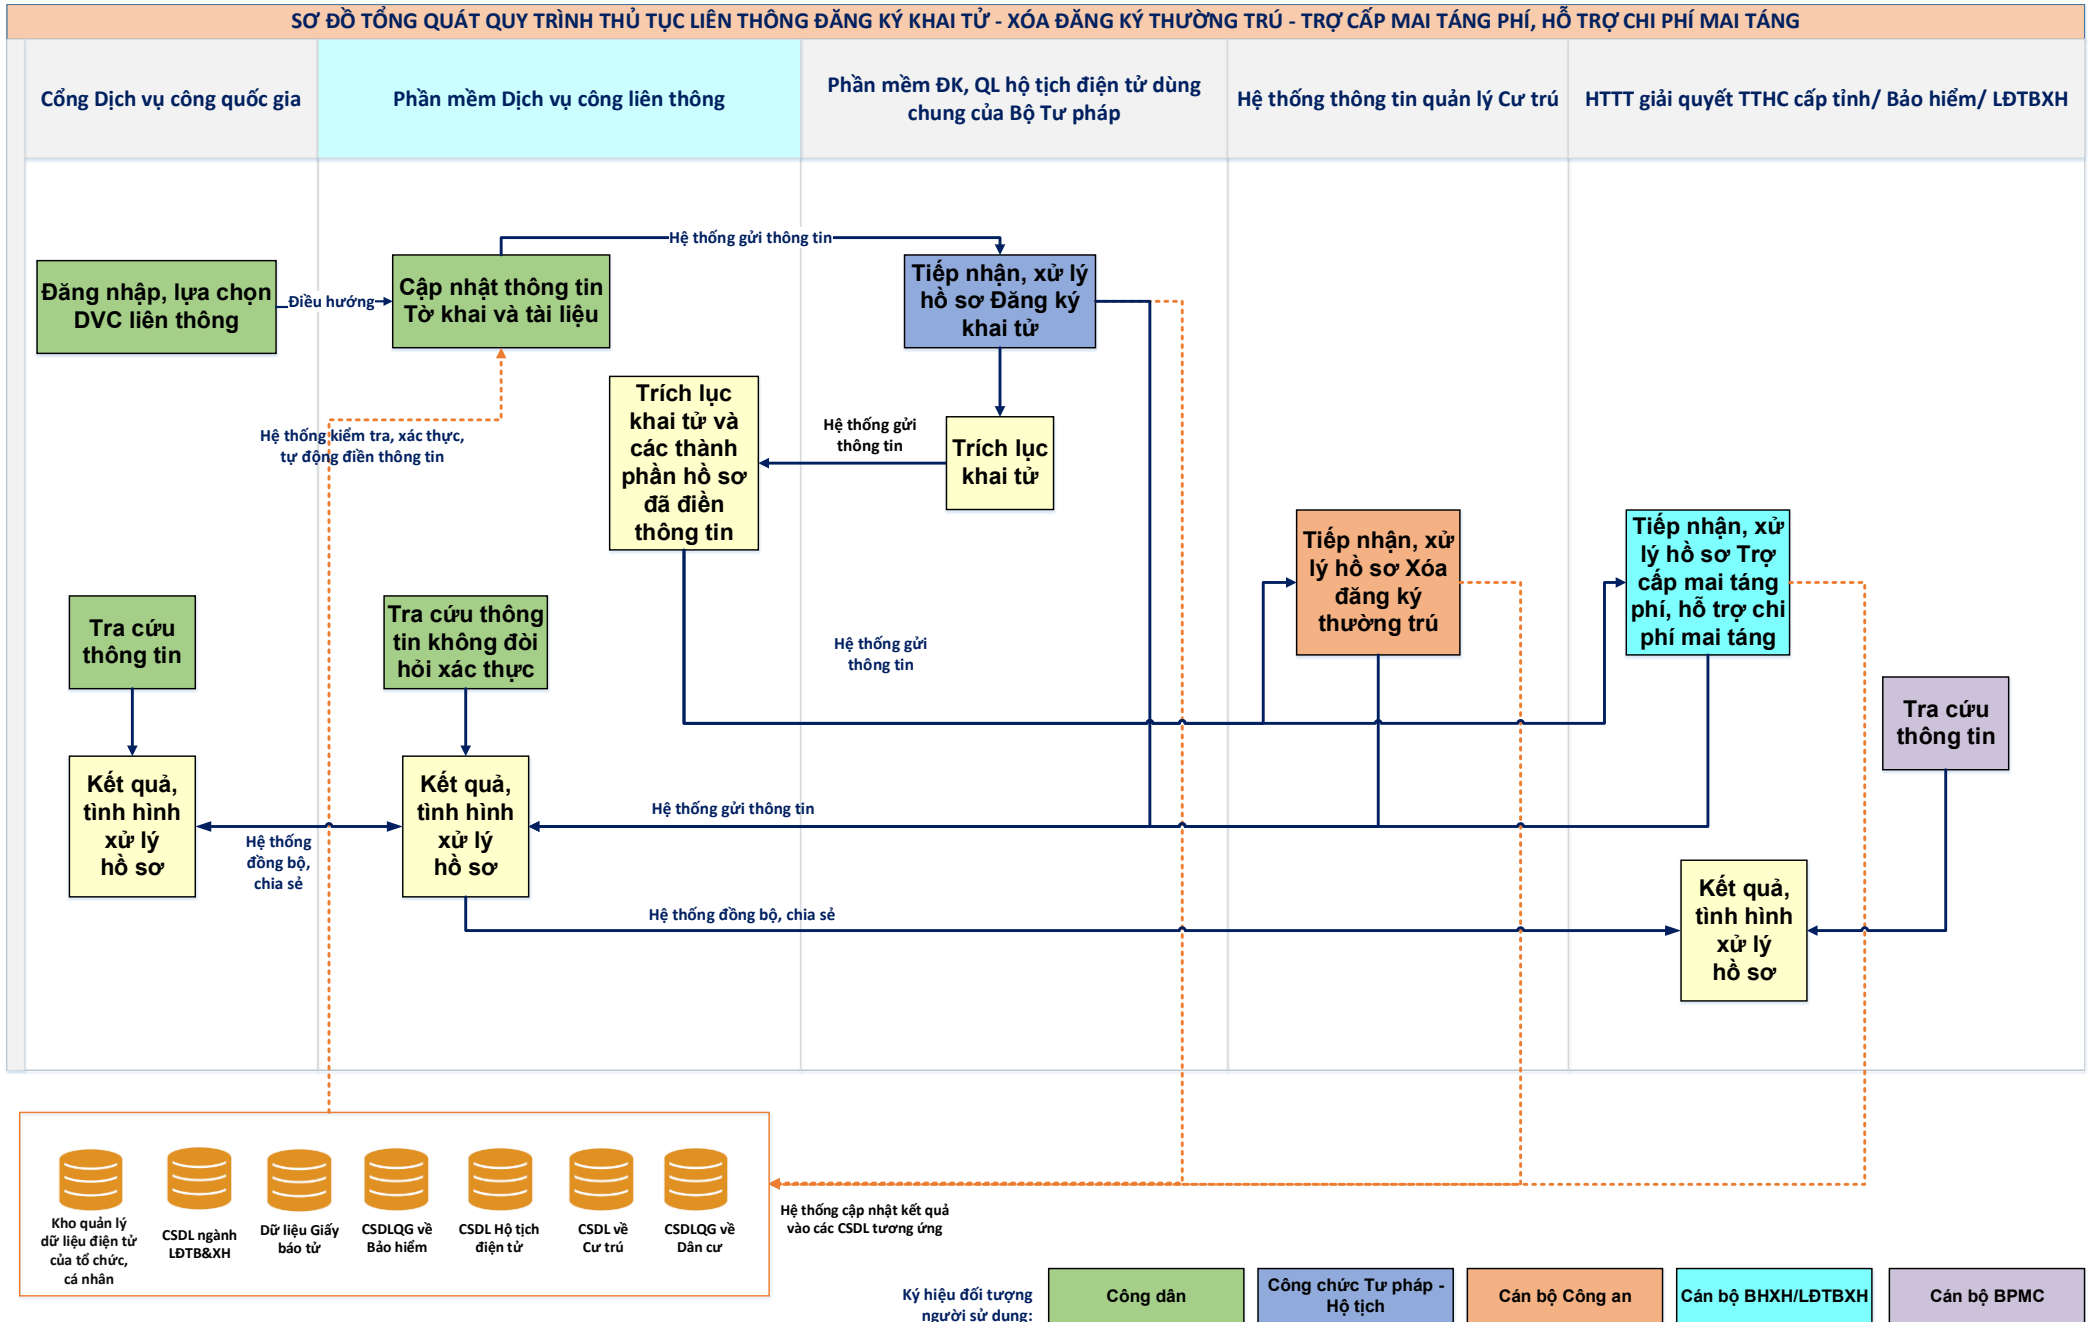 SƠ ĐỒ TỔNG QUÁT QUY TRÌNH THỦ TỤC LIÊN THÔNG ĐĂNG KÝ KHAI TỬ - XÓA ĐĂNG KÝ THƯỜNG TRÚ - TRỢ CẤP MAI TÁNG PHÍ, HỖ TRỢ CHI PHÍ MAI TÁNG
Cổng Dịch vụ công quốc gia
Phần mềm Dịch vụ công liên thông
Phần mềm ĐK, QL hộ tịch điện tử dùng
chung của Bộ Tư pháp
Hệ thống thông tin quản lý Cư trú
HTTT giải quyết TTHC cấp tỉnh/ Bảo hiểm/ LĐTBXH
Hệ thống gửi thông tin
Đăng nhập, lựa chọn
DVC liên thông
Điều hướng
Cập nhật thông tin
Tờ khai và tài liệu
Tiếp nhận, xử lý
hồ sơ Đăng ký
khai tử
Trích lục
khai tử và
các thành
phần hồ sơ
đã điền
thông tin
Hệ thống gửi
thông tin
Trích lục
khai tử
Hệ thống kiểm tra, xác thực,
tự động điền thông tin
Tiếp nhận, xử
lý hồ sơ Xóa
đăng ký
thường trú
Tiếp nhận, xử
lý hồ sơ Trợ
cấp mai táng
phí, hỗ trợ chi
phí mai táng
Tra cứu
thông tin
Tra cứu thông
tin không đòi
hỏi xác thực
Hệ thống gửi
thông tin
Tra cứu
thông tin
Kết quả,
tình hình
xử lý
hồ sơ
Hệ thống
đồng bộ,
chia sẻ
Kết quả,
tình hình
xử lý
hồ sơ
Hệ thống gửi thông tin
Hệ thống đồng bộ, chia sẻ
Kết quả,
tình hình
xử lý
hồ sơ
Kho quản lý
dữ liệu điện tử
của tổ chức,
cá nhân
CSDL ngành
LĐTB&XH
Dữ liệu Giấy
báo tử
CSDLQG về
Bảo hiểm
CSDL Hộ tịch
điện tử
CSDL về
Cư trú
CSDLQG về
Dân cư
Hệ thống cập nhật kết quả
vào các CSDL tương ứng
Ký hiệu đối tượng
người sử dụng:
Công dân
Công chức Tư pháp -
Hộ tịch
Cán bộ Công an
Cán bộ BHXH/LĐTBXH
Cán bộ BPMC